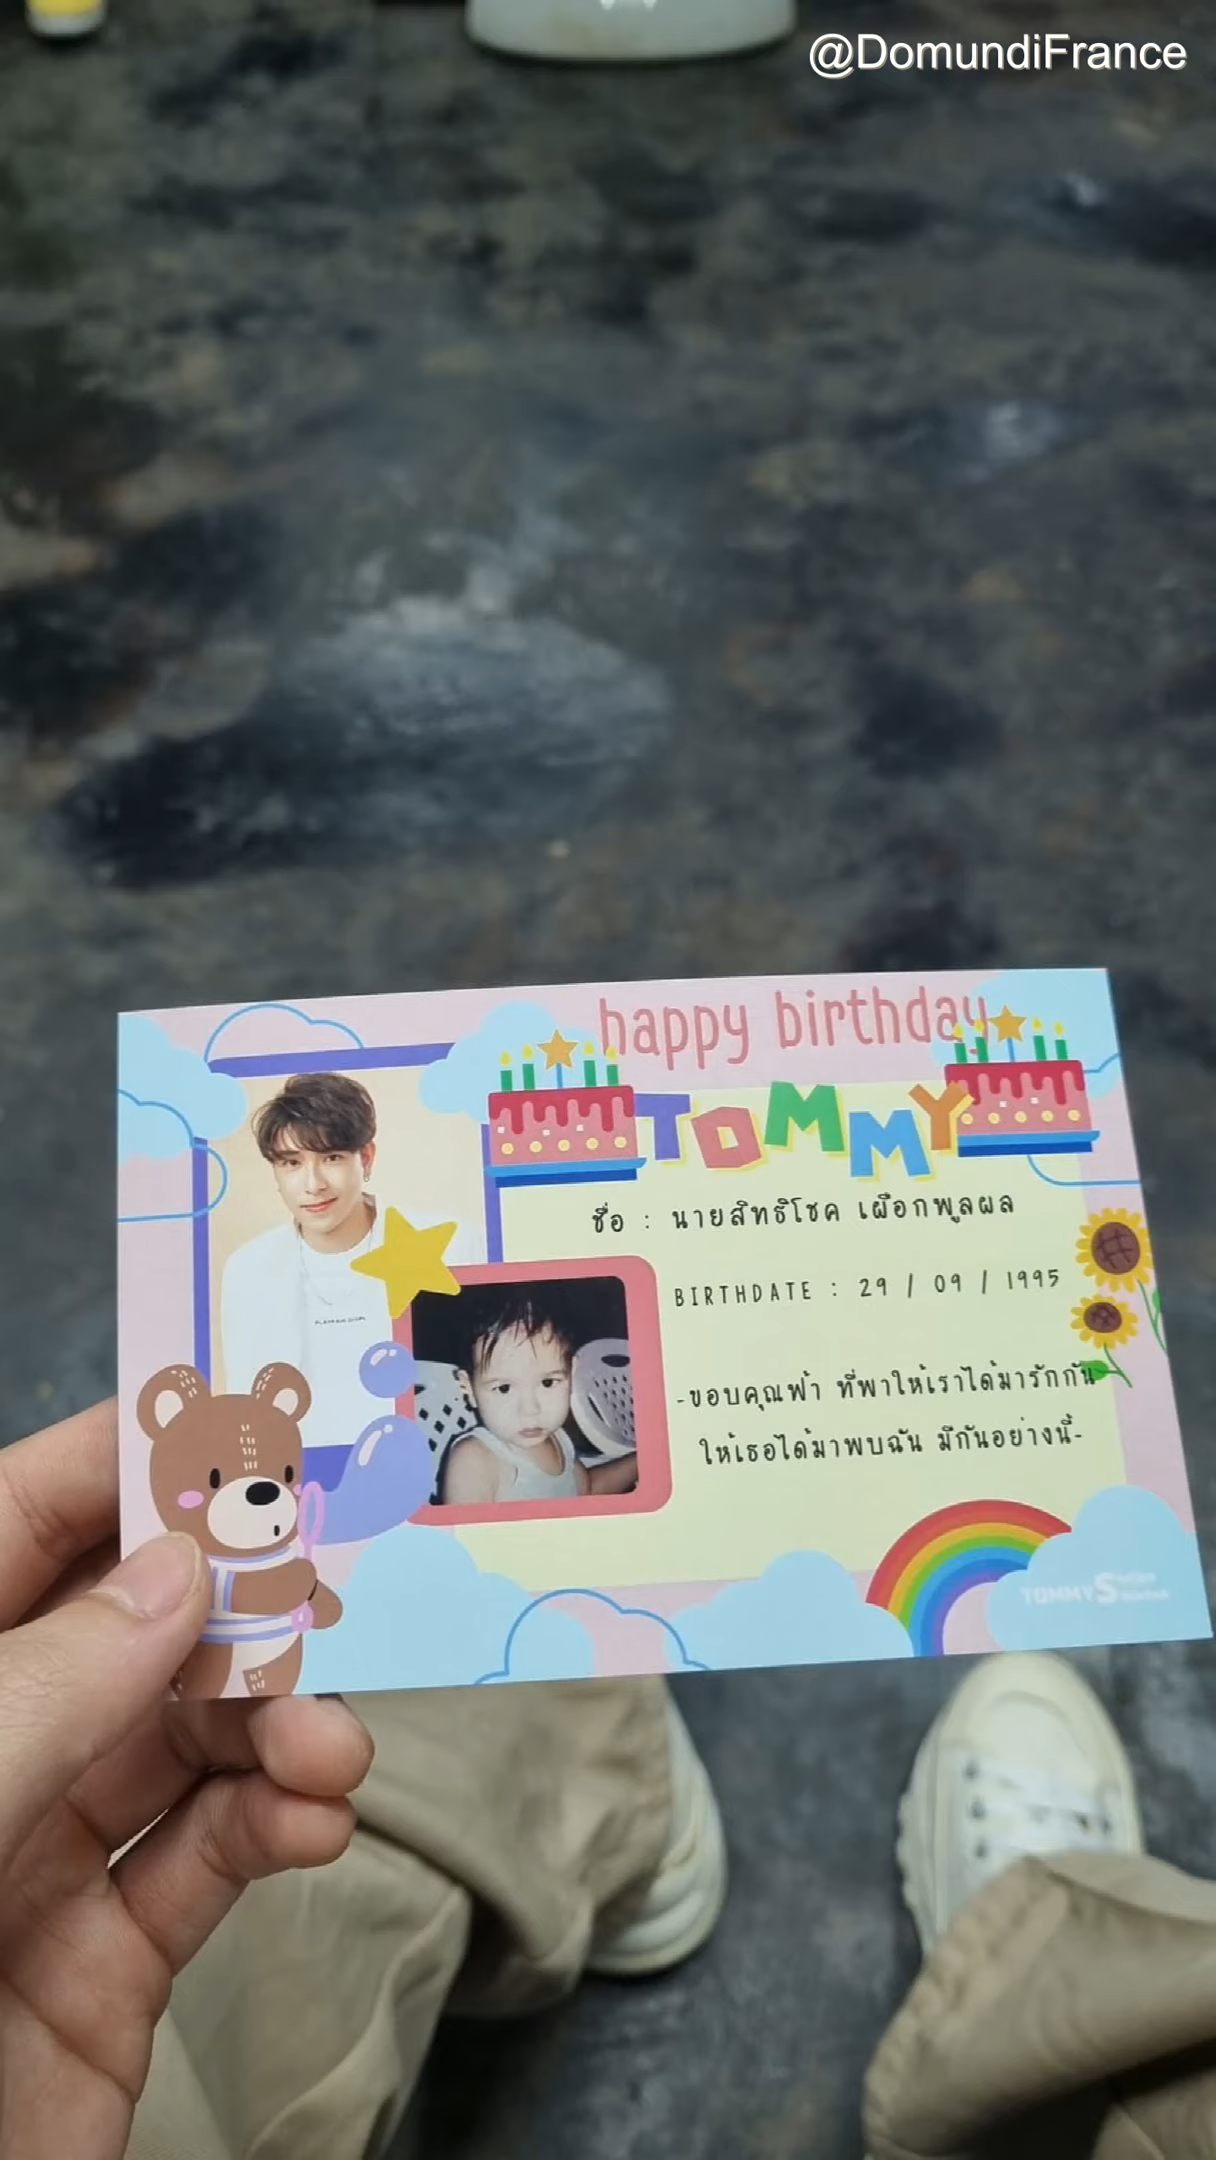 @DomundiFrance
happy birthday
TOMMY
ชื่อ : นายสิทธิโชค เผือกพูลผล
BIRTHDATE : 29 / 09 / 1995
-ขอบคุณฟ้า ที่พาให้เราได้มารักกัน
ให้เธอได้มาพบฉัน มีกันอย่างนี้-
TOMMYS